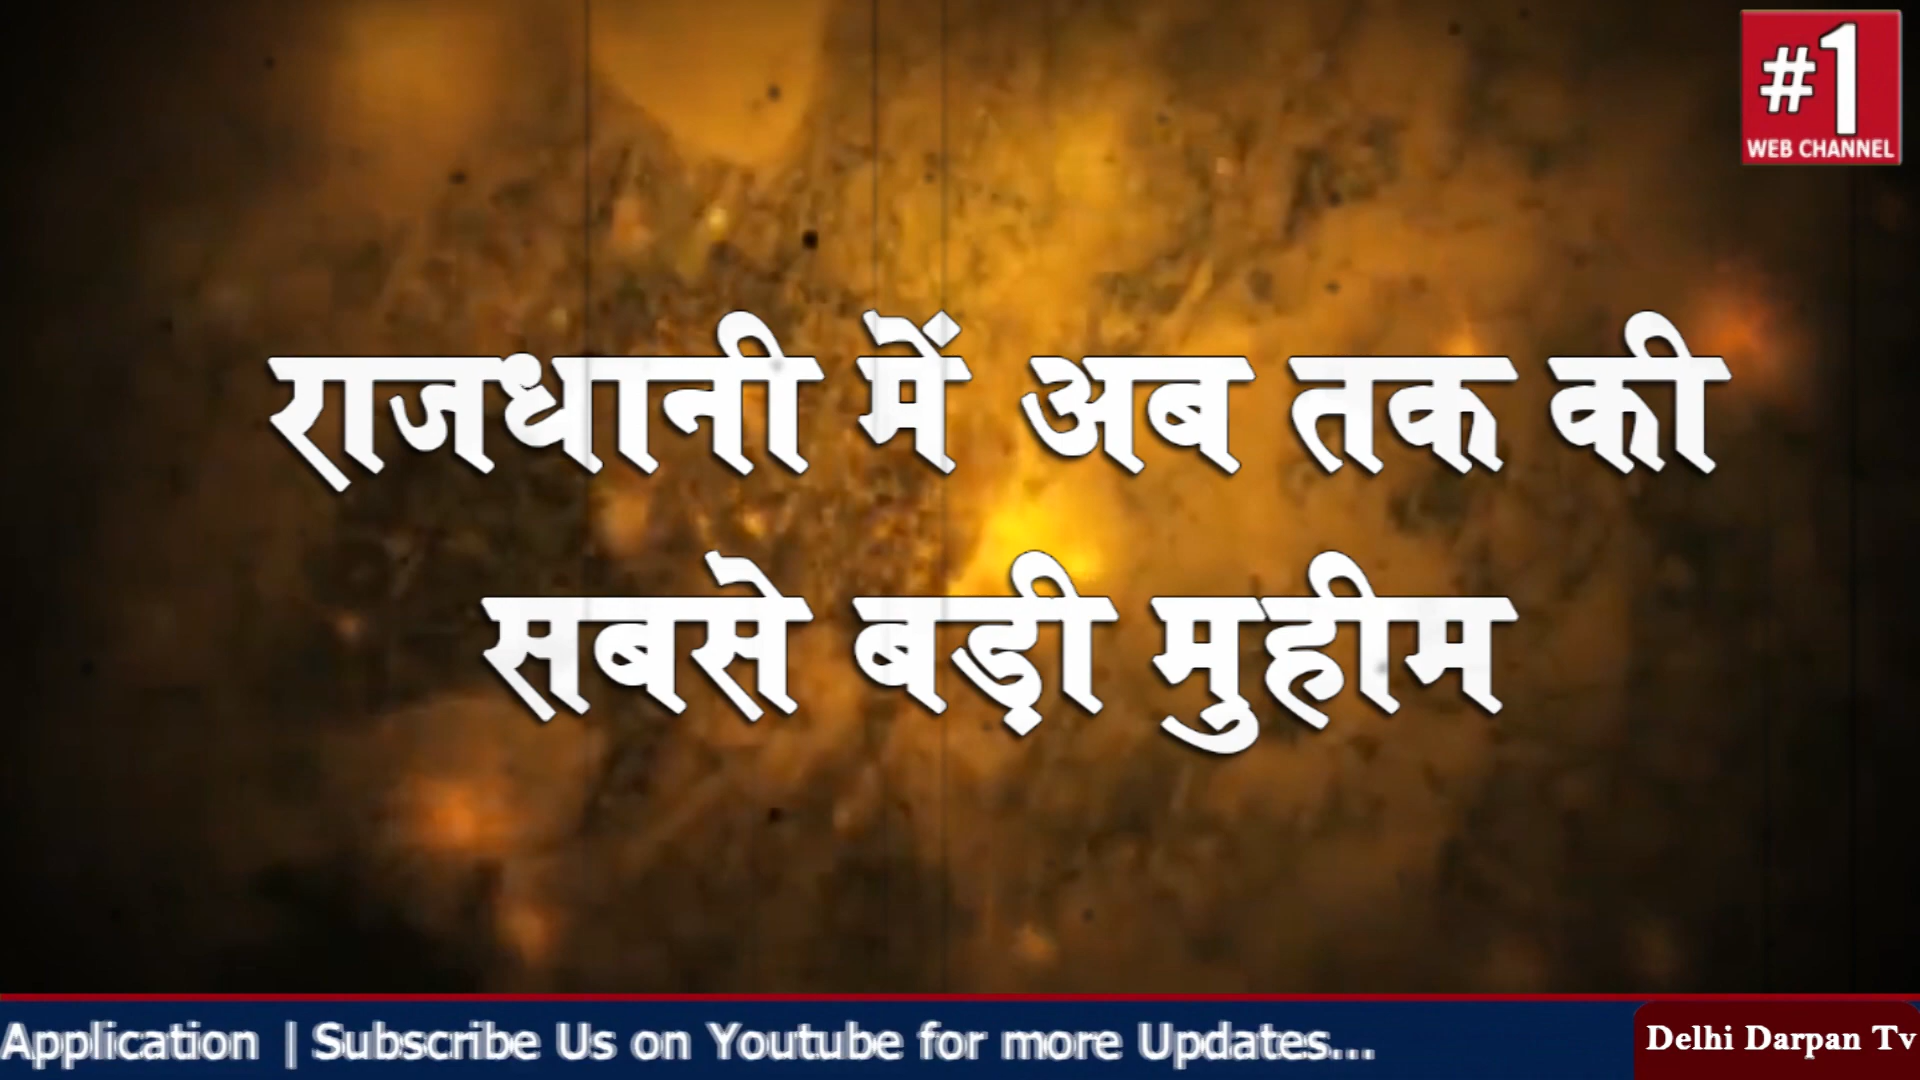 #1
WEB CHANNEL
राजधानी में अब तक की
सबसे बड़ी मुहीम
Application | Subscribe Us on Youtube for more Updates...
Delhi Darpan Tv